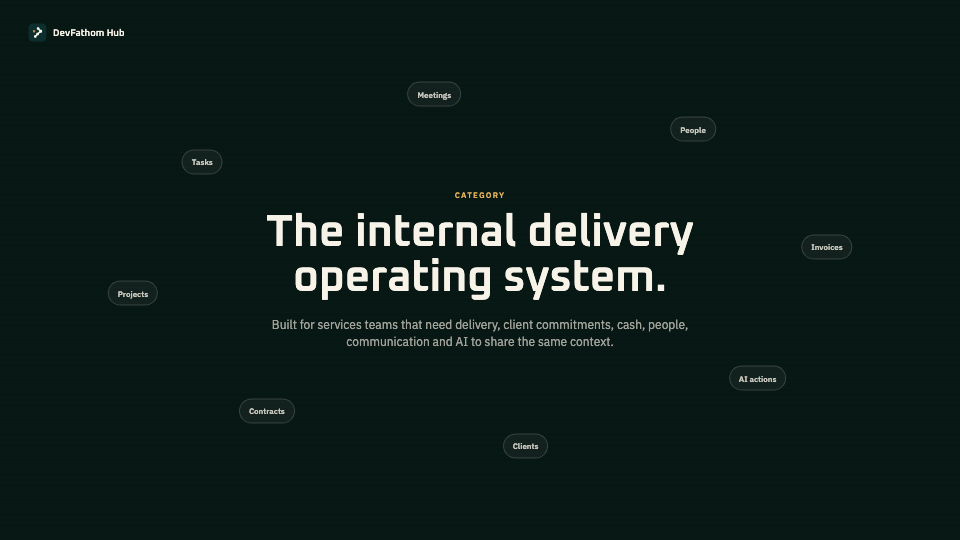 DevFathom Hub
Meetings
People
Tasks
CATEGORY
The internal delivery
operating system.
Invoices
Projects
Built for services teams that need delivery, client commitments, cash, people,
communication and AI to share the same context.
AI actions
Contracts
Clients